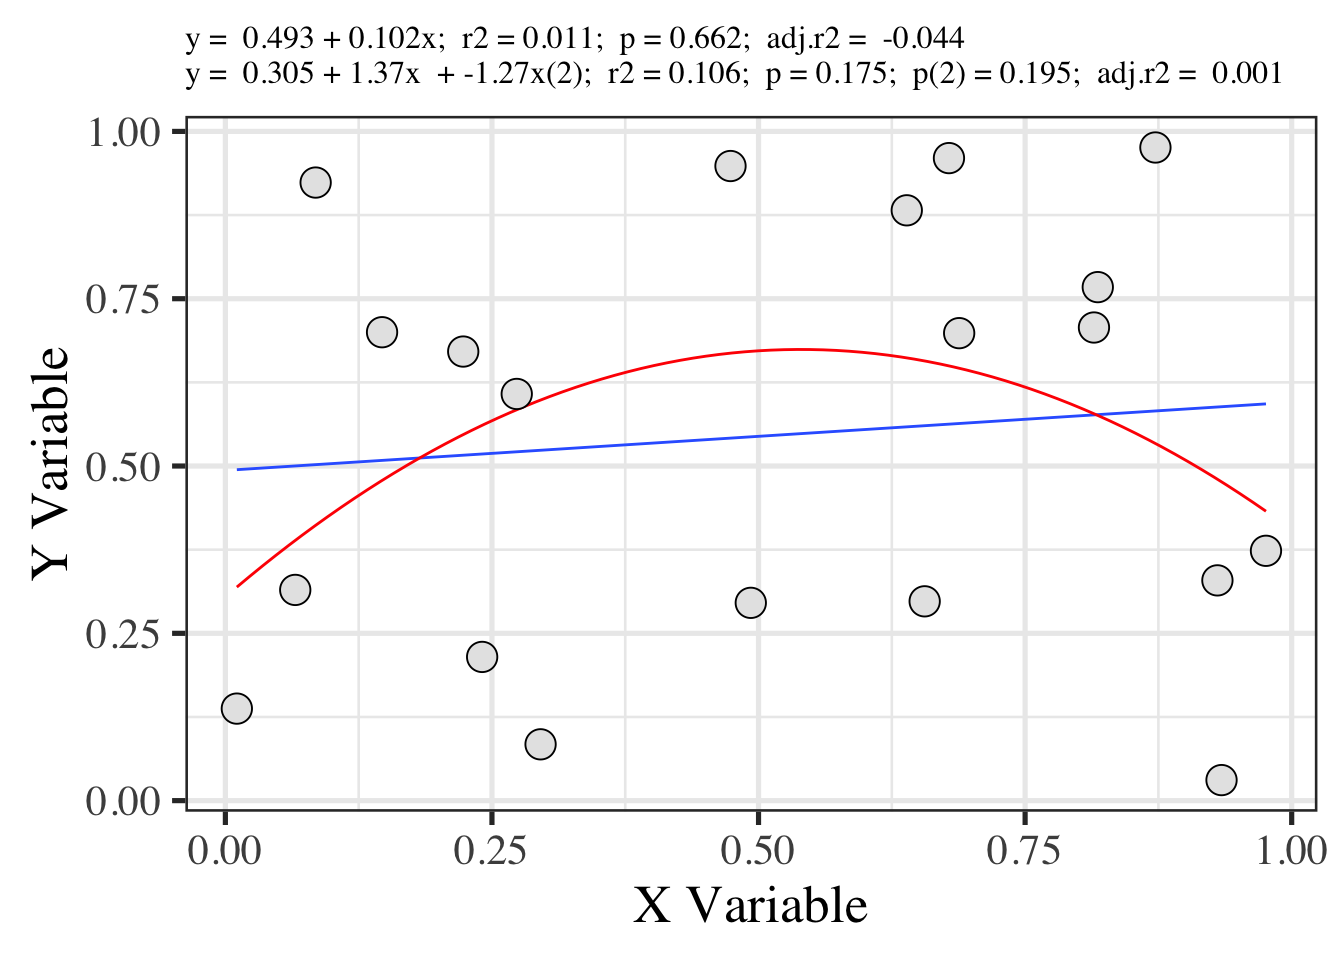 y = 0.493 + 0.102x; r2 = 0.011; p = 0.662; adj.r2 = -0.044
y = 0.305 + 1.37x + -1.27x(2); r2 = 0.106; p = 0.175; p(2) = 0.195; adj.r2 = 0.001
1.00
0.75
0.50
0.25
0.00
Y Variable
0.00 0.25 0.50 0.75 1.00
X Variable